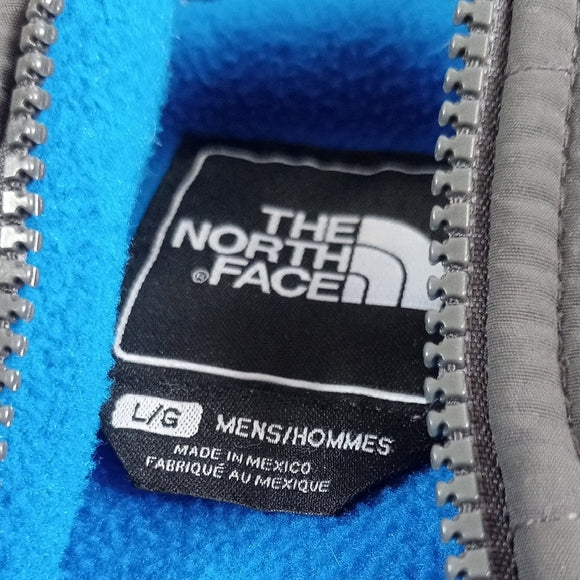 THE
NORTH
®FACE
L/G MENS/HOMMES
MADE IN MEXICO
FABRIQUÉ AU MEXIQUE